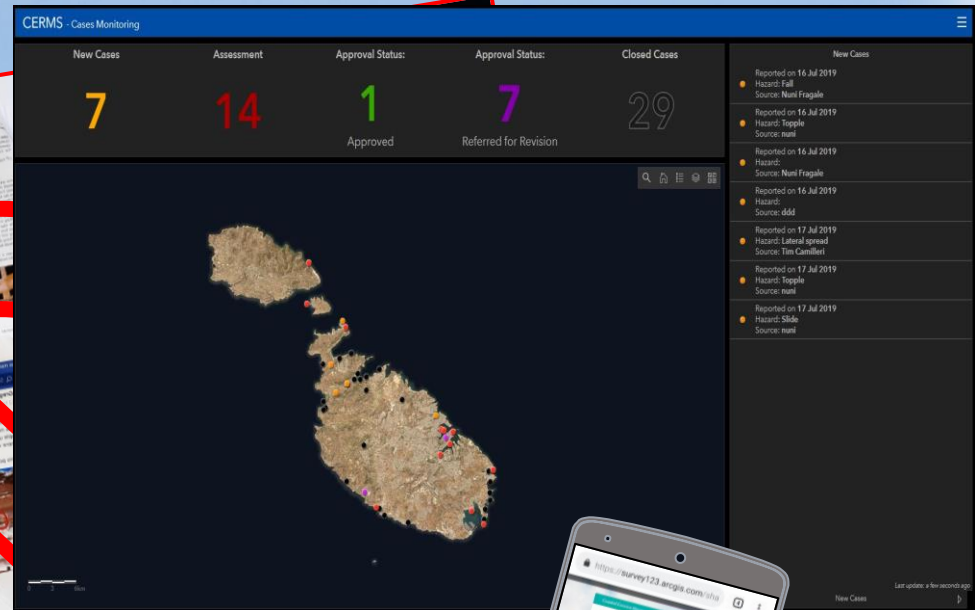 CERMS - Cases Monitoring
New Cases
7
Assessment
14
Approval Status:
1
Approved
Approval Status:
7
Referred for Revision
Closed Cases
29
New Cases
Reported on 16 Jul 2019
Hazard: Fall
Source: Nuni Fragale
Reported on 16 Jul 2019
Hazard: Topple
Source: nuni
Reported on 16 Jul 2019
Hazard:
Source: Nuni Fragale
Reported on 16 Jul 2019
Hazard:
Source: ddd
Reported on 17 Jul 2019
Hazard: Lateral spread
Source: Tim Camilleri
Reported on 17 Jul 2019
Hazard: Topple
Source: nuni
Reported on 17 Jul 2019
Hazard: Slide
Source: nuni
Last update: a few seconds ago
New Cases
https://survey123.arcgis.com/sha